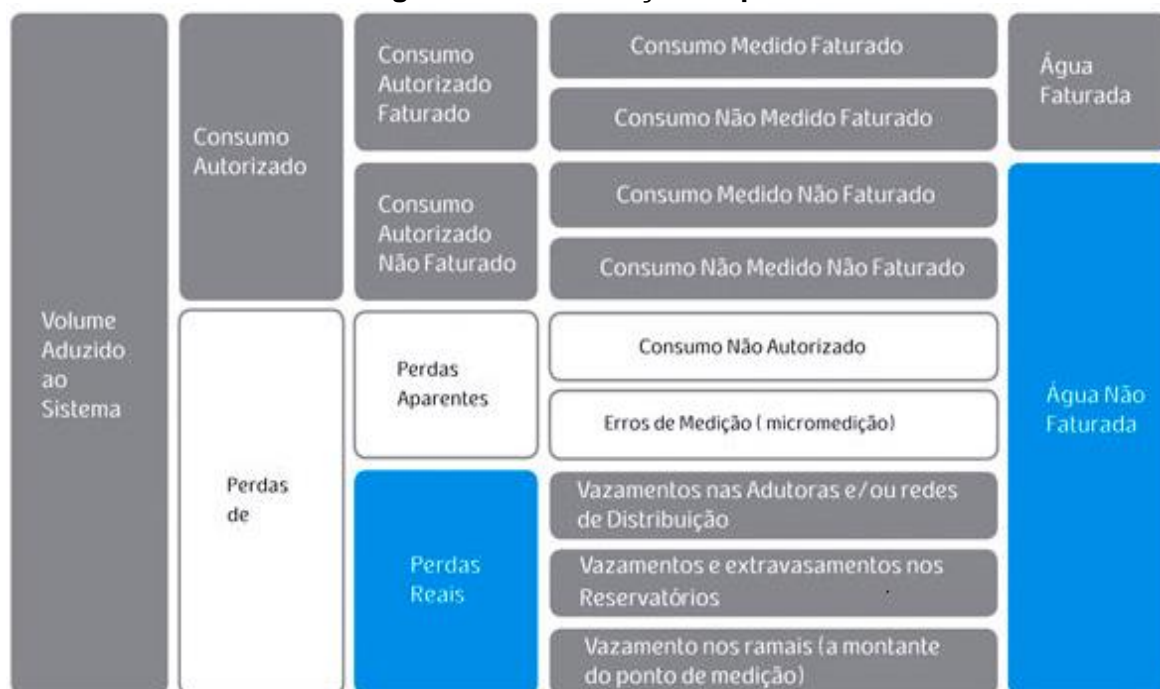 Volume
Aduzido
ao
Sistema
Consumo
Autorizado
Perdas
de
Consumo
Autorizado
Faturado
Consumo
Autorizado
Não Faturado
Perdas
Aparentes
Perdas
Reais
Consumo Medido Faturado
Consumo Não Medido Faturado
Consumo Medido Não Faturado
Consumo Não Medido Não Faturado
Consumo Não Autorizado
Erros de Medição ( micromedição)
Vazamentos nas Adutoras e/ou redes
de Distribuição
Vazamentos e extravasamentos nos
Reservatórios
Vazamento nos ramais (a montante
do ponto de medição)
Água
Faturada
Água Não
Faturada